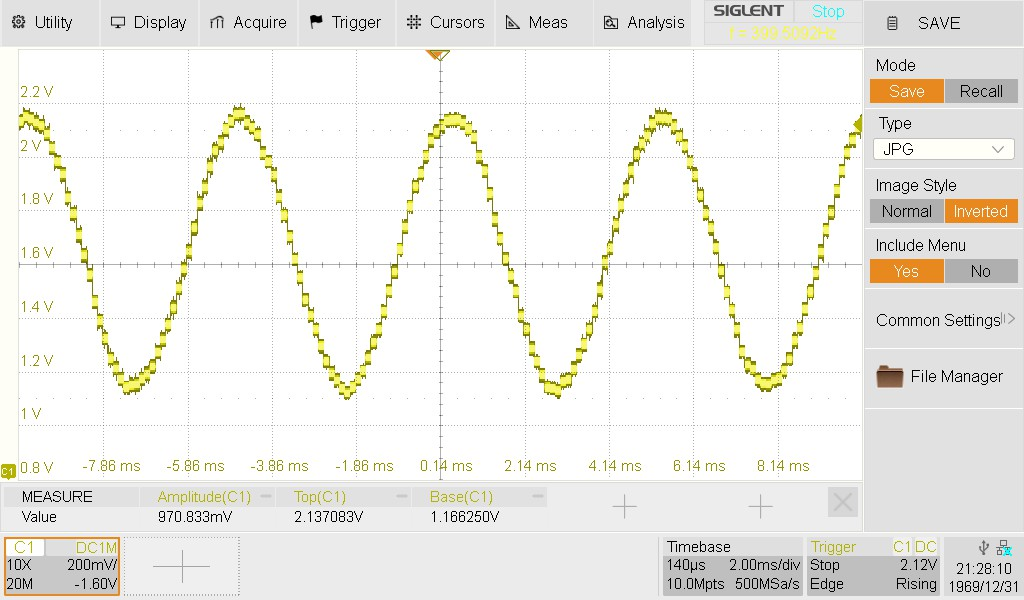 Utility Display Acquire Trigger Cursors Meas Analysis SIGLENT Stop SAVE
f = 399.5092Hz
Mode
Save Recall
Type
JPG
Image Style
Normal Inverted
Include Menu
Yes No
Common Settings
File Manager
2.2 V
2 V
1.8 V
1.6 V
1.4 V
1.2 V
1 V
C1 0.8 V -7.86 ms -5.86 ms -3.86 ms -1.86 ms 0.14 ms 2.14 ms 4.14 ms 6.14 ms 8.14 ms
MEASURE Amplitude(C1) Top(C1) Base(C1)
Value 970.833mV 2.137083V 1.166250V
C1 DC1M
10X 200mV/
20M -1.60V
Timebase
140µs 2.00ms/div
10.0Mpts 500MSa/s
Trigger C1 DC
Stop 2.12V
Edge Rising
21:28:10
1969/12/31